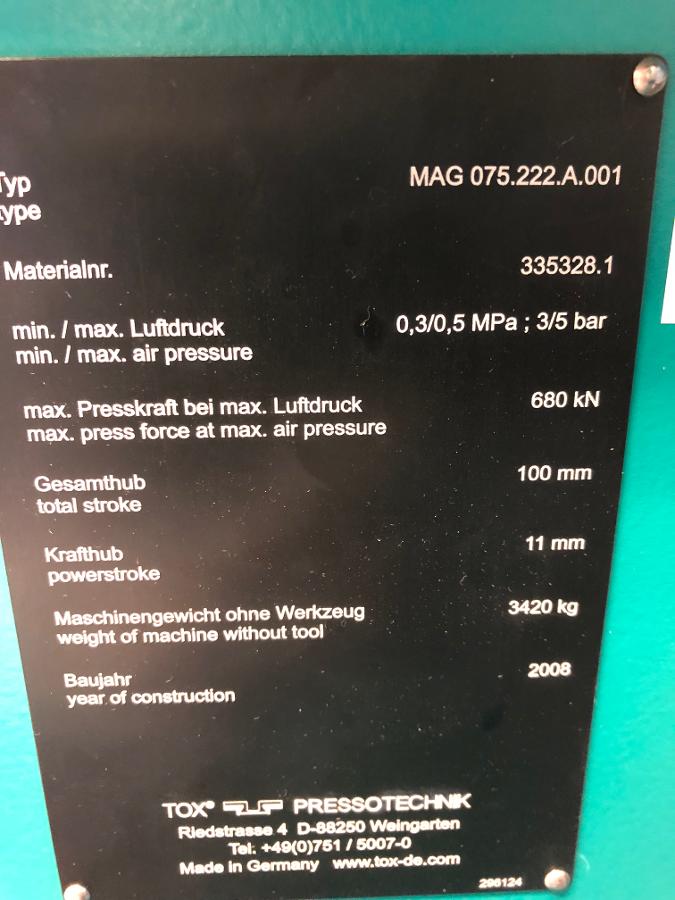 Typ MAG 075.222.A.001
type
Materialnr. 335328.1
min. / max. Luftdruck 0,3/0,5 MPa ; 3/5 bar
min. / max. air pressure
max. Presskraft bei max. Luftdruck 680 kN
max. press force at max. air pressure
Gesamthub 100 mm
total stroke
Krafthub 11 mm
powerstroke
Maschinengewicht ohne Werkzeug 3420 kg
weight of machine without tool
Baujahr 2008
year of construction
TOX® PRESSOTECHNIK
Riedstrasse 4 D-88250 Weingarten
Tel: +49(0)751 / 5007-0
Made in Germany www.tox-de.com
296124